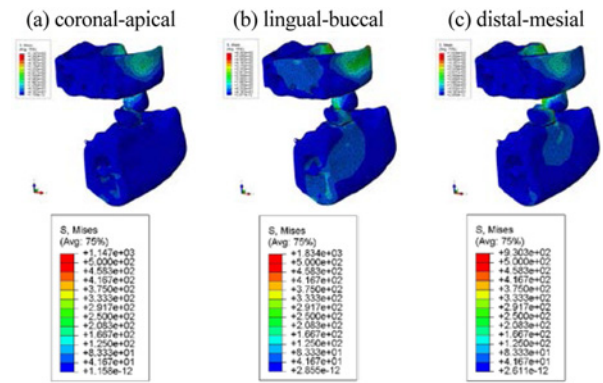 (a) coronal-apical
(b) lingual-buccal
(c) distal-mesial
S, Mises
(Avg: 75%)
+1.147e+03
+5.000e+02
+4.583e+02
+4.167e+02
+3.750e+02
+3.333e+02
+2.917e+02
+2.500e+02
+2.083e+02
+1.667e+02
+1.250e+02
+8.333e+01
+4.167e+01
+1.158e-12
S, Mises
(Avg: 75%)
+1.834e+03
+5.000e+02
+4.583e+02
+4.167e+02
+3.750e+02
+3.333e+02
+2.917e+02
+2.500e+02
+2.083e+02
+1.667e+02
+1.250e+02
+8.333e+01
+4.167e+01
+2.855e-12
S, Mises
(Avg: 75%)
+9.303e+02
+5.000e+02
+4.583e+02
+4.167e+02
+3.750e+02
+3.333e+02
+2.917e+02
+2.500e+02
+2.083e+02
+1.667e+02
+1.250e+02
+8.333e+01
+4.167e+01
+2.611e-12